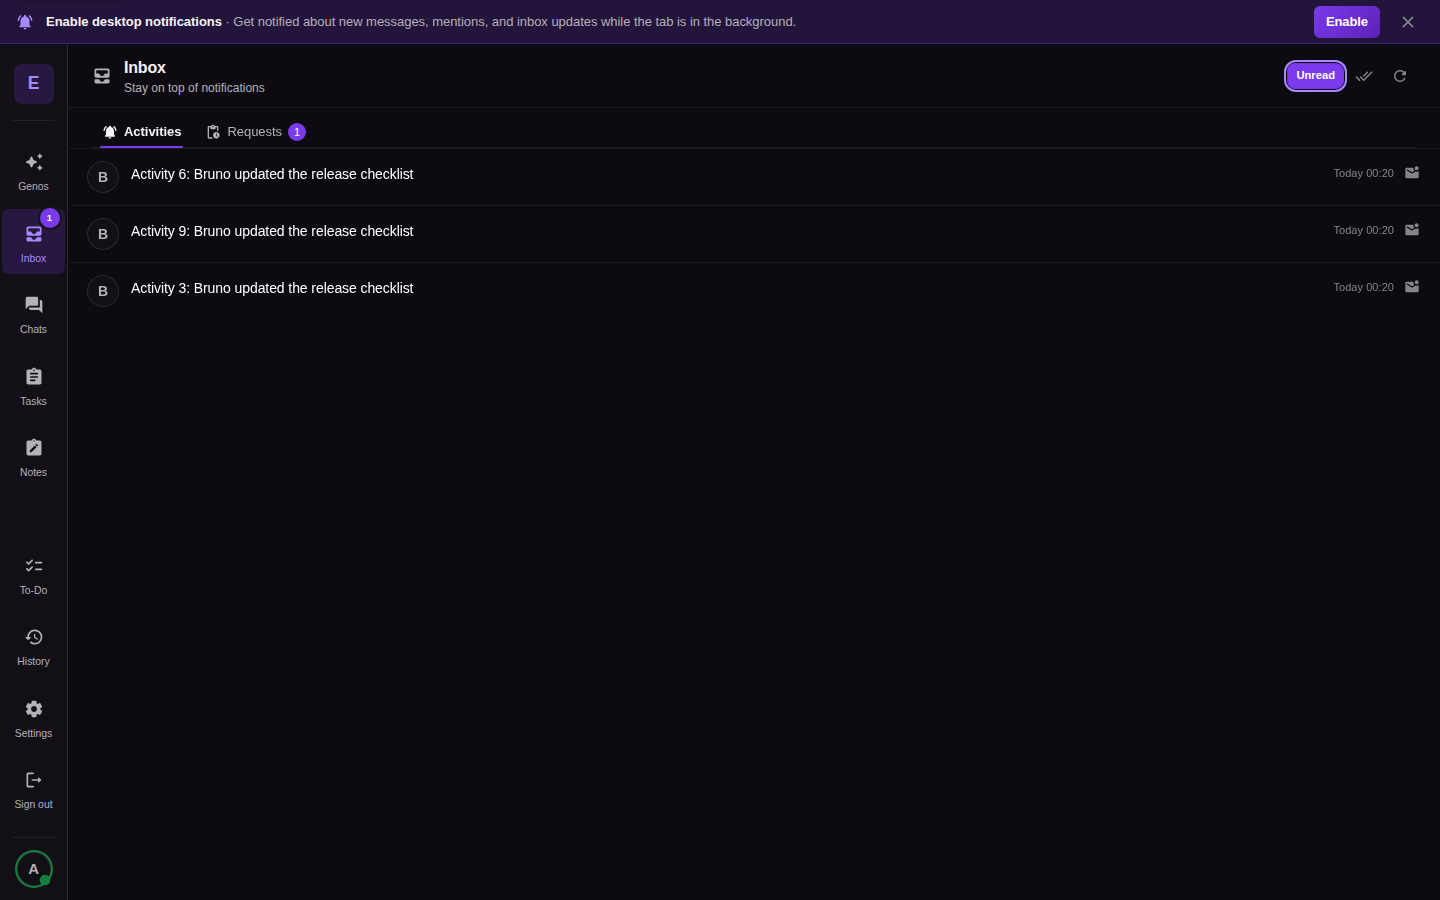 Enable desktop notifications · Get notified about new messages, mentions, and inbox updates while the tab is in the background.
Enable
E
Inbox
Stay on top of notifications
Unread
Activities
Requests 1
B Activity 6: Bruno updated the release checklist Today 00:20
B Activity 9: Bruno updated the release checklist Today 00:20
B Activity 3: Bruno updated the release checklist Today 00:20
Genos
1
Inbox
Chats
Tasks
Notes
To-Do
History
Settings
Sign out
A